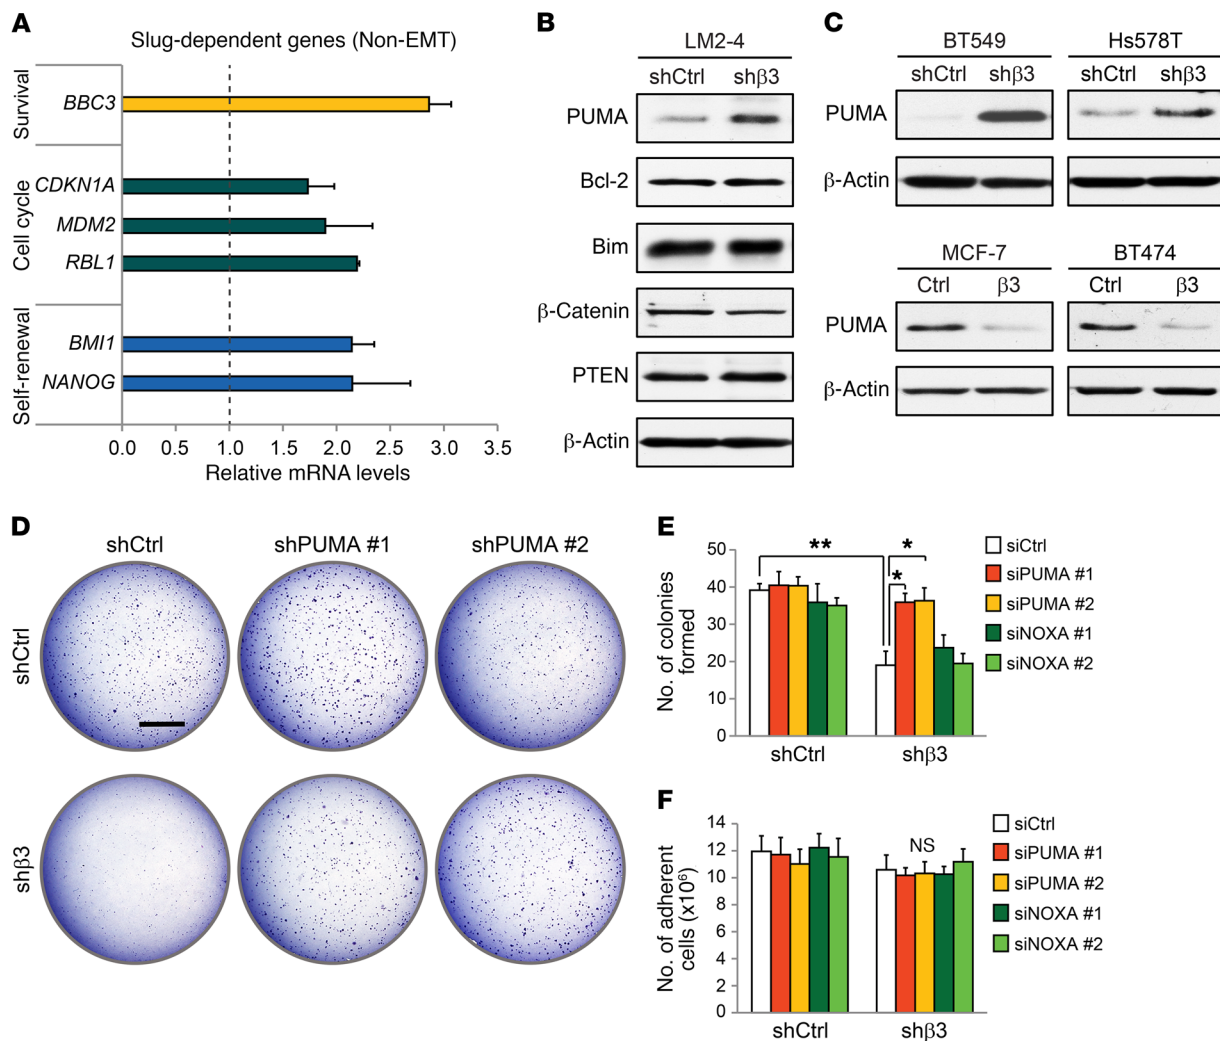 A
Slug-dependent genes (Non-EMT)
Survival
BBC3
Cell cycle
CDKN1A
MDM2
RBL1
Self-renewal
BMI1
NANOG
0.0 0.5 1.0 1.5 2.0 2.5 3.0 3.5
Relative mRNA levels
B
LM2-4
shCtrl shβ3
PUMA
Bcl-2
Bim
β-Catenin
PTEN
β-Actin
C
BT549 Hs578T
shCtrl shβ3 shCtrl shβ3
PUMA
β-Actin
MCF-7 BT474
Ctrl β3 Ctrl β3
PUMA
β-Actin
D
shCtrl shPUMA #1 shPUMA #2
shCtrl
shβ3
E
No. of colonies
formed
50
40
30
20
10
0
** *
*
shCtrl shβ3
siCtrl
siPUMA #1
siPUMA #2
siNOXA #1
siNOXA #2
F
No. of adherent
cells (x10⁶)
14
12
10
8
6
4
2
0
NS
shCtrl shβ3
siCtrl
siPUMA #1
siPUMA #2
siNOXA #1
siNOXA #2